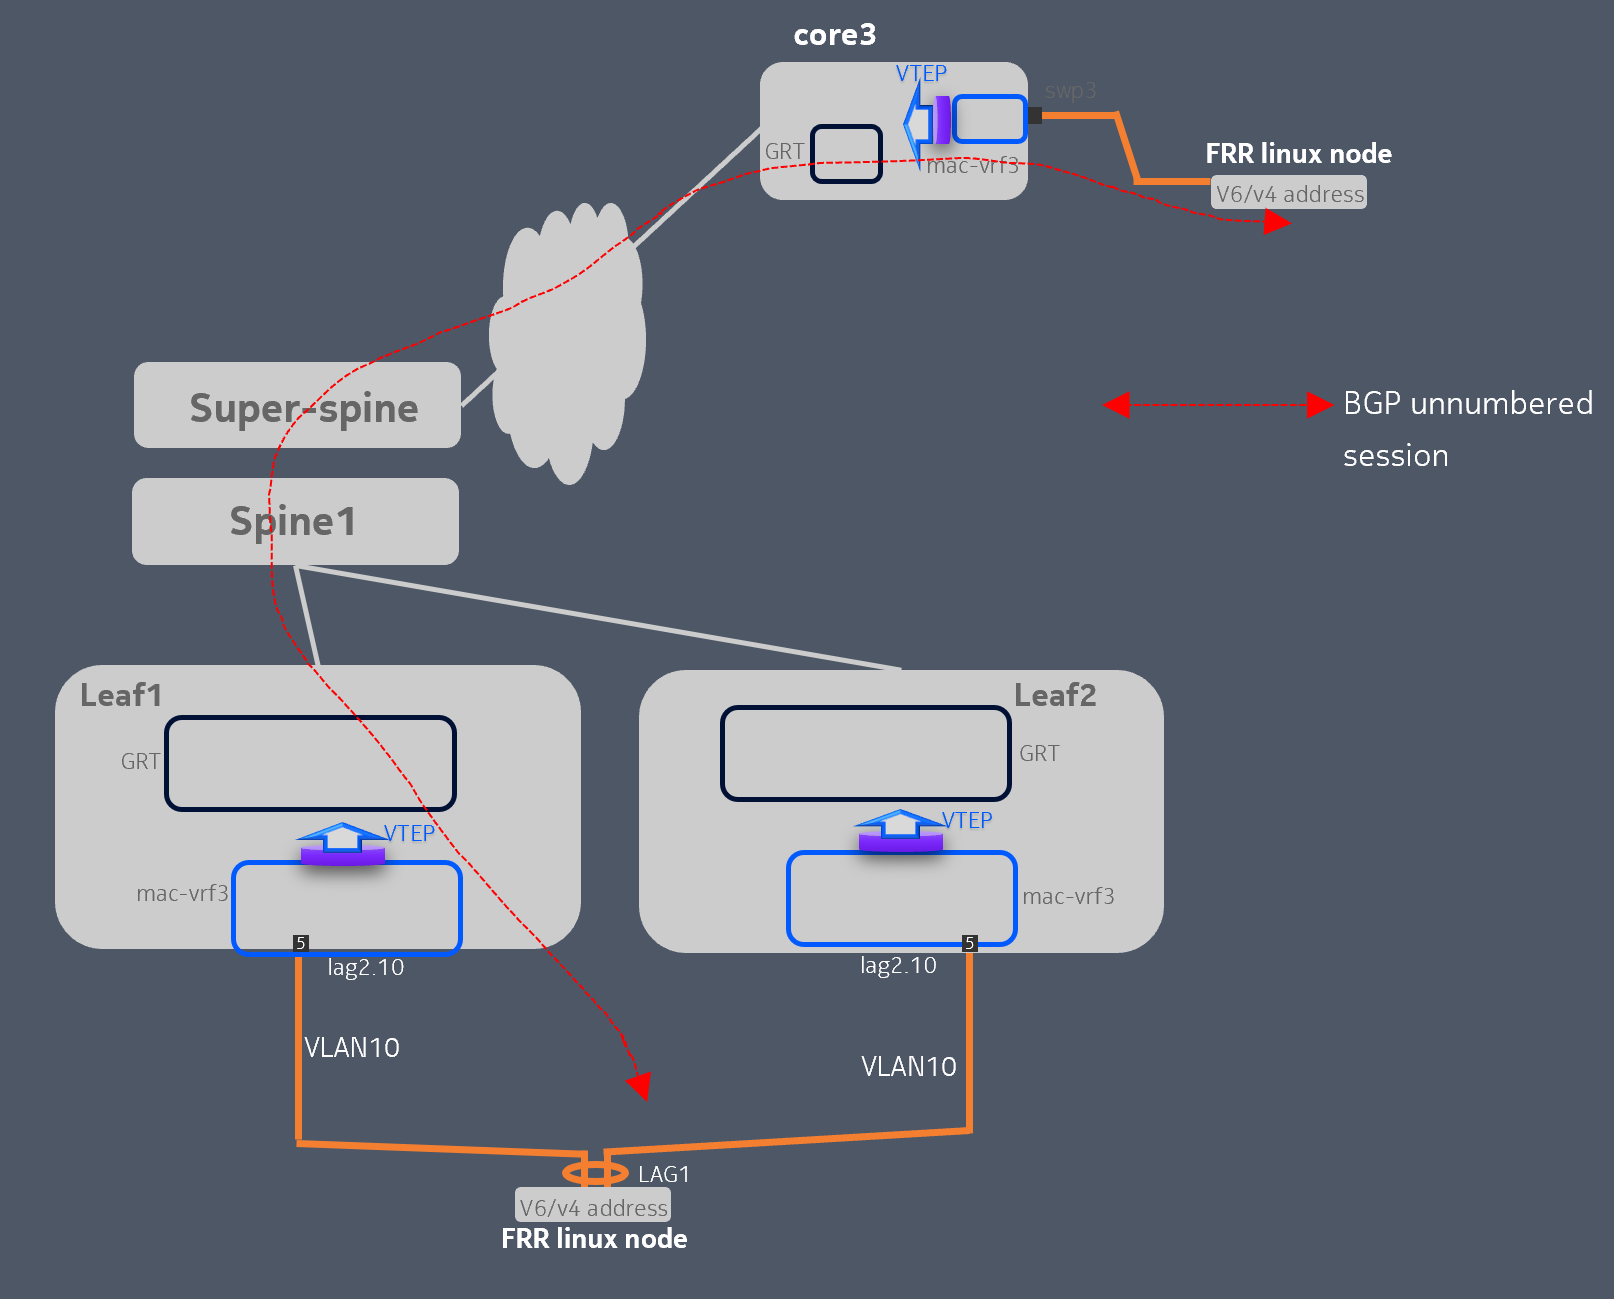 core3
VTEP
swp3
GRT
mac-vrf3
FRR linux node
V6/v4 address
Super-spine
BGP unnumbered
session
Spine1
Leaf1
Leaf2
GRT
GRT
VTEP
VTEP
mac-vrf3
mac-vrf3
5
5
lag2.10
lag2.10
VLAN10
VLAN10
LAG1
V6/v4 address
FRR linux node